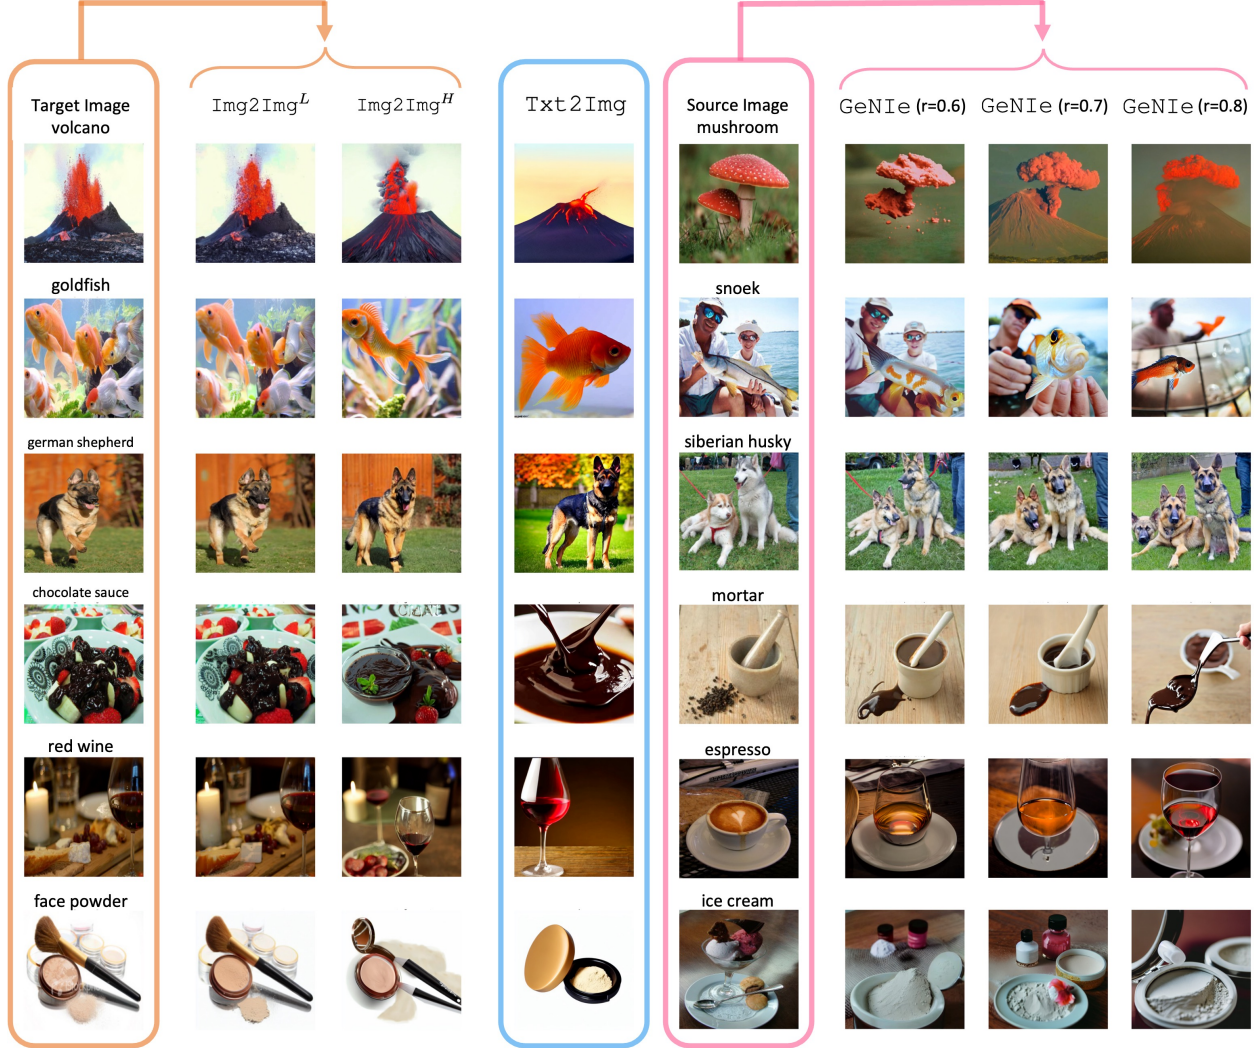 Target Image
volcano
Img2Img^L
Img2Img^H
Txt2Img
Source Image
mushroom
GeNIe (r=0.6)
GeNIe (r=0.7)
GeNIe (r=0.8)
goldfish
snoek
german shepherd
siberian husky
chocolate sauce
mortar
red wine
espresso
face powder
ice cream